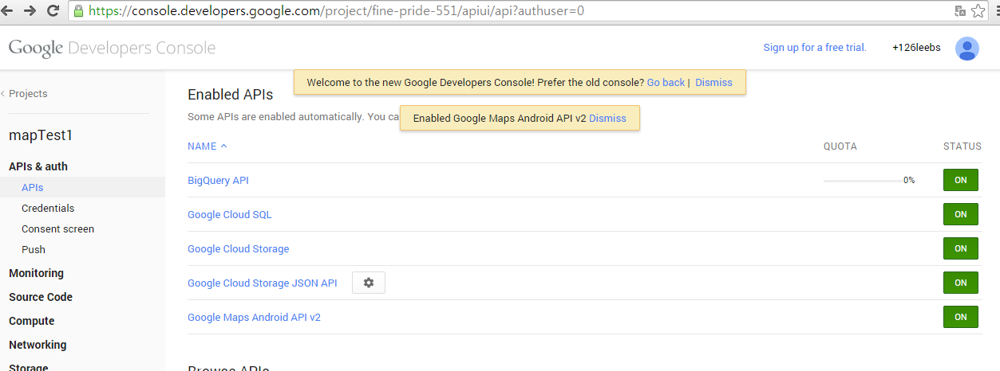 https://console.developers.google.com/project/fine-pride-551/apiui/api?authuser=0
Google Developers Console
Sign up for a free trial.
+126leebs
Welcome to the new Google Developers Console! Prefer the old console? Go back | Dismiss
Projects
Enabled APIs
Some APIs are enabled automatically. You ca
Enabled Google Maps Android API v2 Dismiss
mapTest1
NAME
QUOTA
STATUS
APIs & auth
BigQuery API
0%
ON
APIs
Credentials
Google Cloud SQL
ON
Consent screen
Push
Google Cloud Storage
ON
Monitoring
Google Cloud Storage JSON API
ON
Source Code
Compute
Google Maps Android API v2
ON
Networking
Storage
Browse APIs